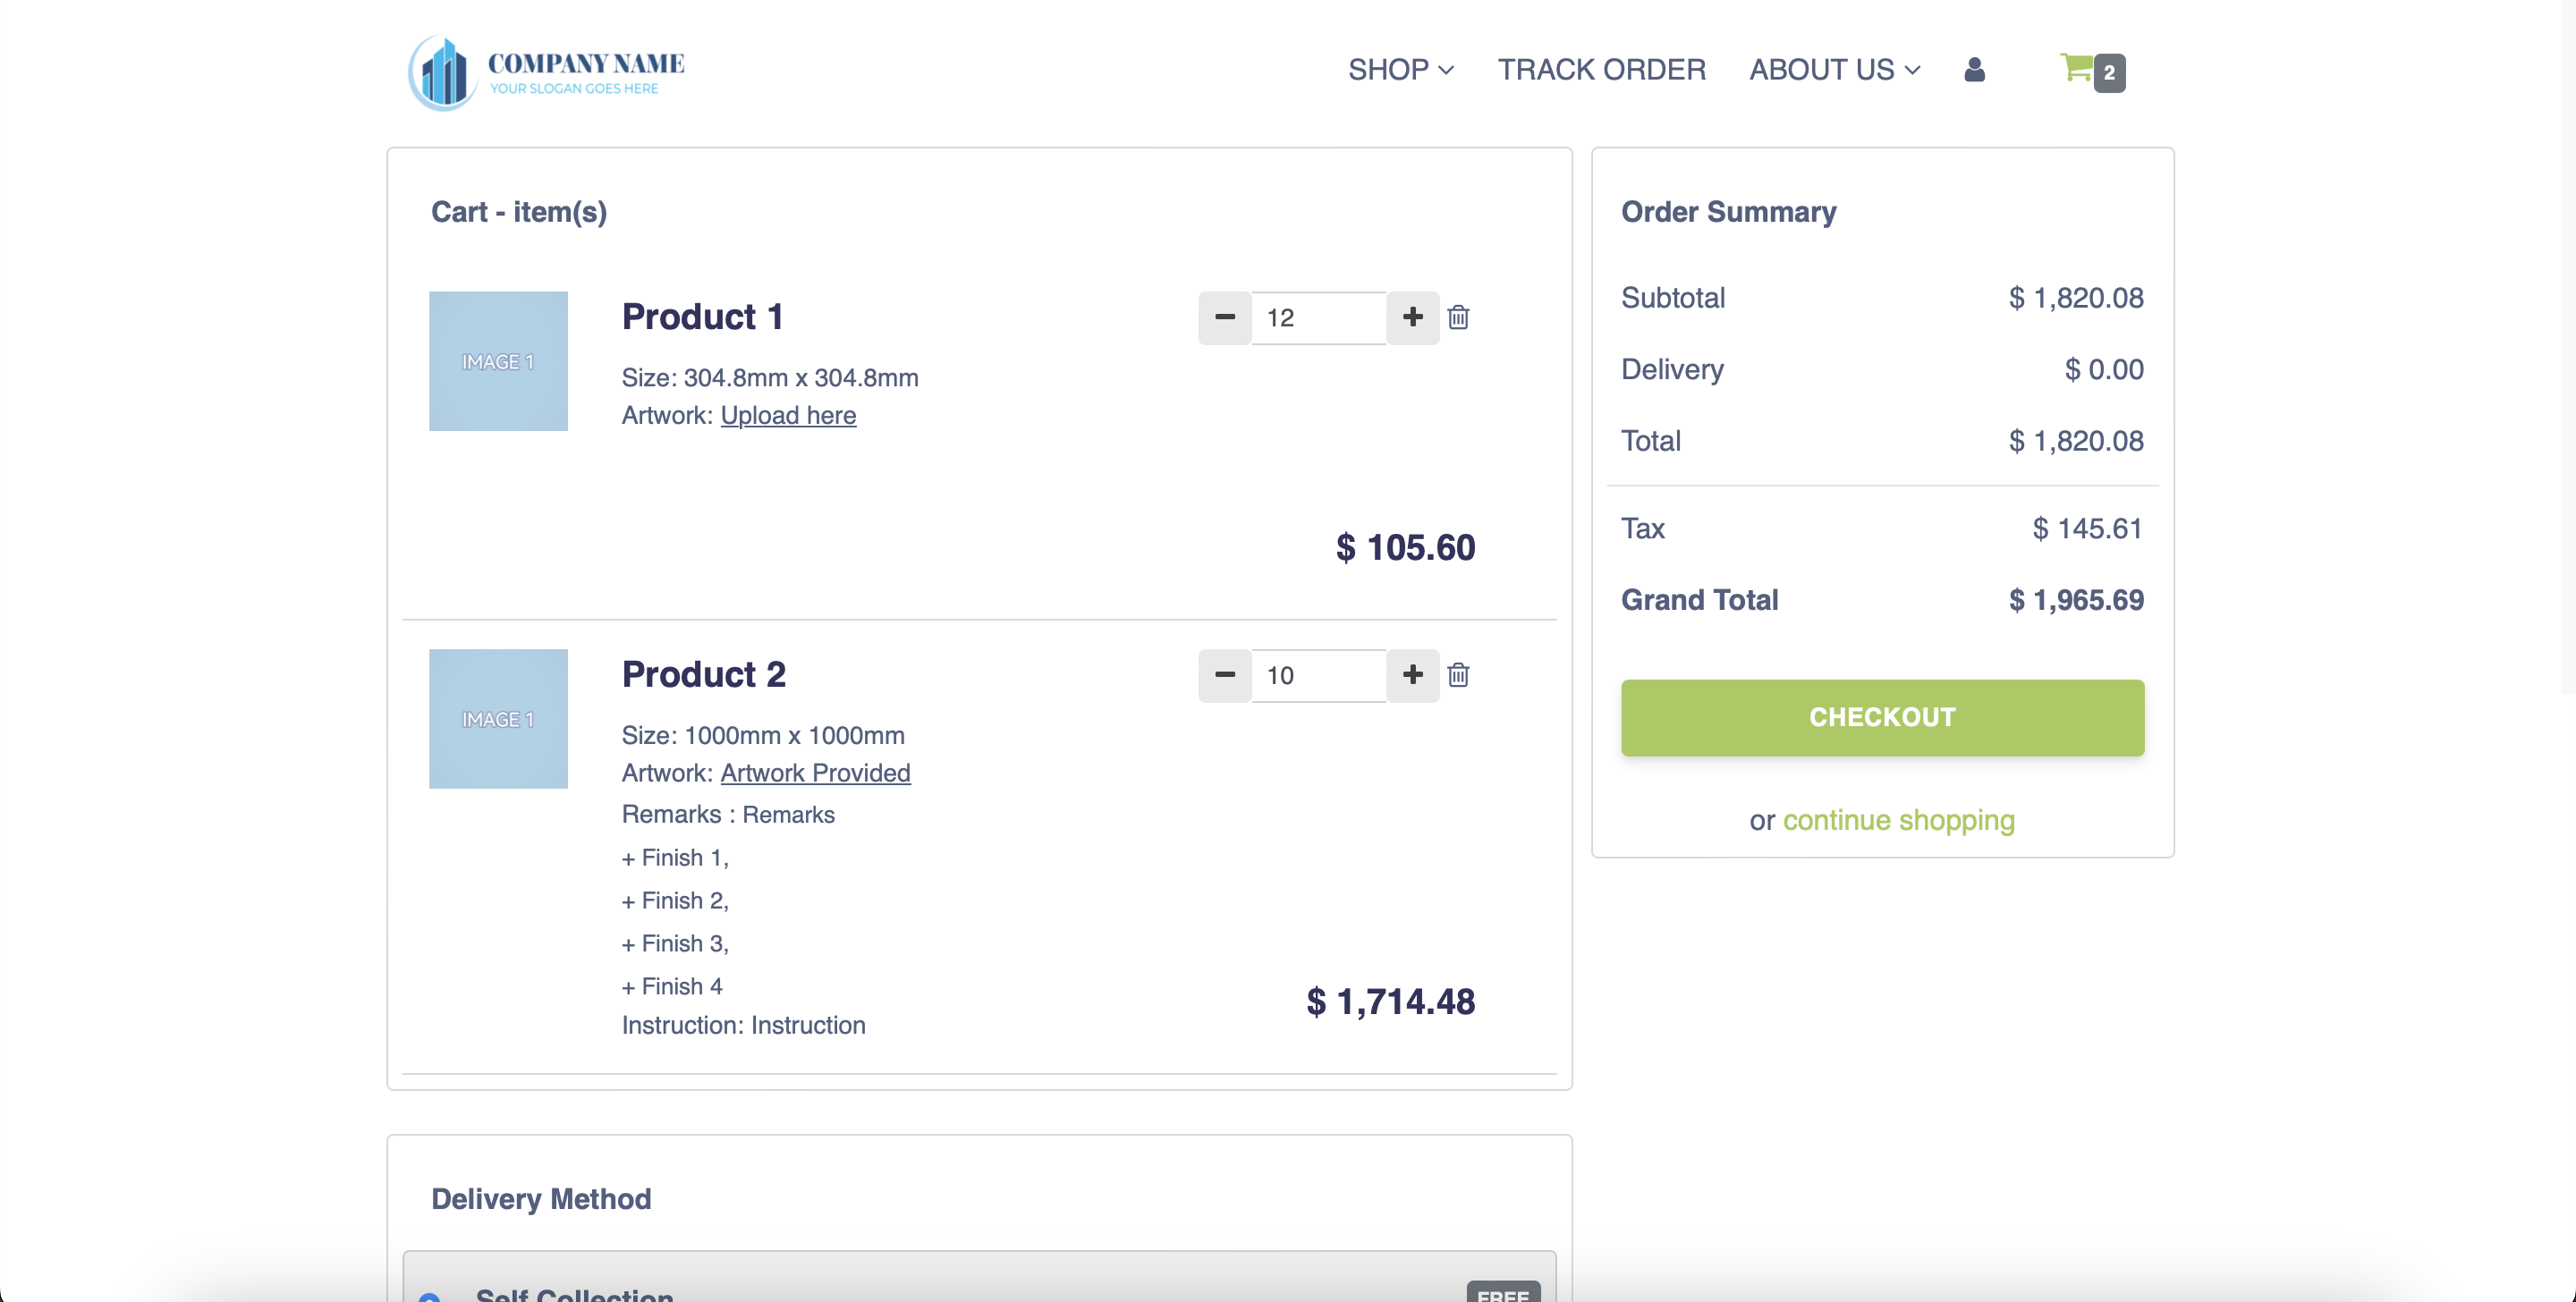 COMPANY NAME
YOUR SLOGAN GOES HERE
SHOP TRACK ORDER ABOUT US 2
Cart - item(s)
IMAGE 1
Product 1
12
Size: 304.8mm x 304.8mm
Artwork: Upload here
$ 105.60
IMAGE 1
Product 2
10
Size: 1000mm x 1000mm
Artwork: Artwork Provided
Remarks : Remarks
+ Finish 1,
+ Finish 2,
+ Finish 3,
+ Finish 4
Instruction: Instruction
$ 1,714.48
Order Summary
Subtotal $ 1,820.08
Delivery $ 0.00
Total $ 1,820.08
Tax $ 145.61
Grand Total $ 1,965.69
CHECKOUT
or continue shopping
Delivery Method
Self Collection FREE